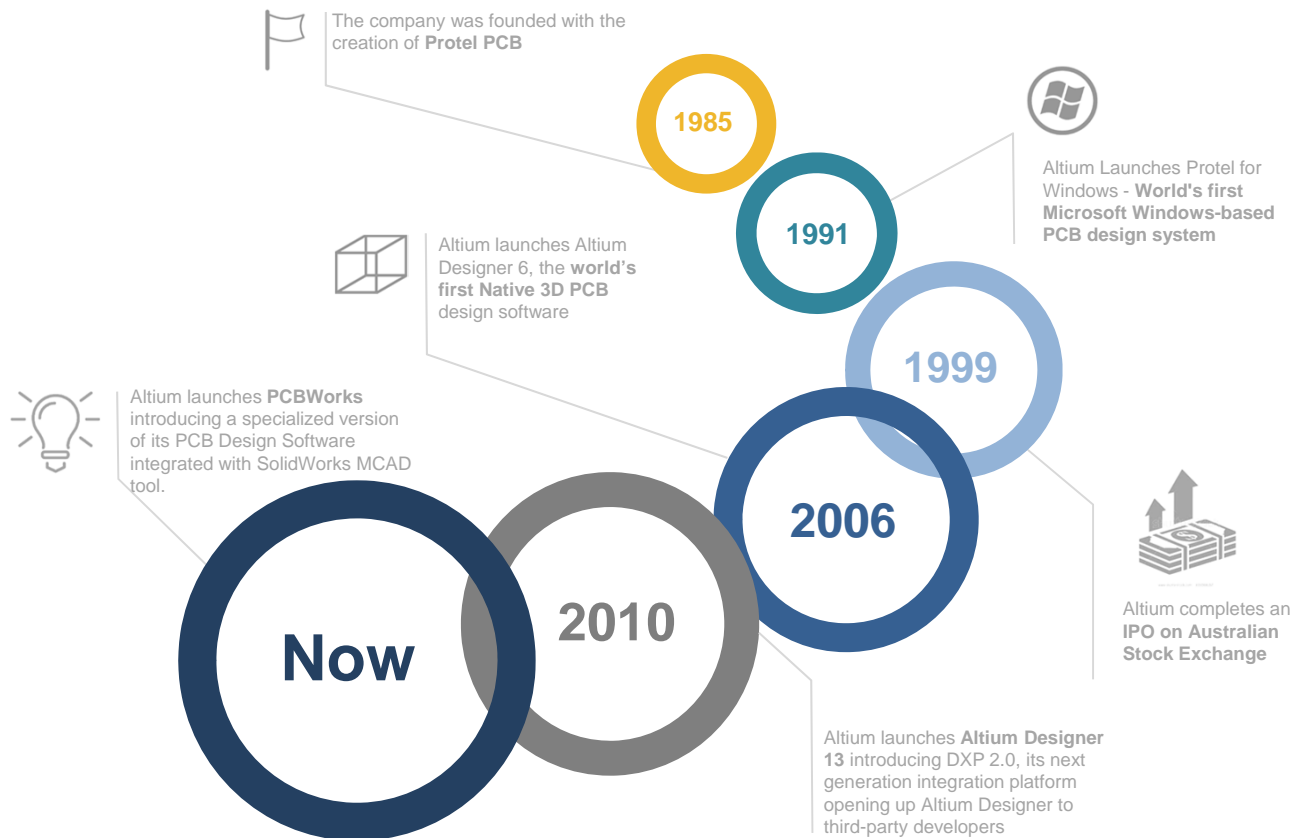 The company was founded with the
creation of Protel PCB
1985
Altium Launches Protel for
Windows - World's first
Microsoft Windows-based
PCB design system
1991
Altium launches Altium
Designer 6, the world's
first Native 3D PCB
design software
1999
Altium launches PCBWorks
introducing a specialized version
of its PCB Design Software
integrated with SolidWorks MCAD
tool.
2006
Altium completes an
IPO on Australian
Stock Exchange
2010
Now
Altium launches Altium Designer
13 introducing DXP 2.0, its next
generation integration platform
opening up Altium Designer to
third-party developers